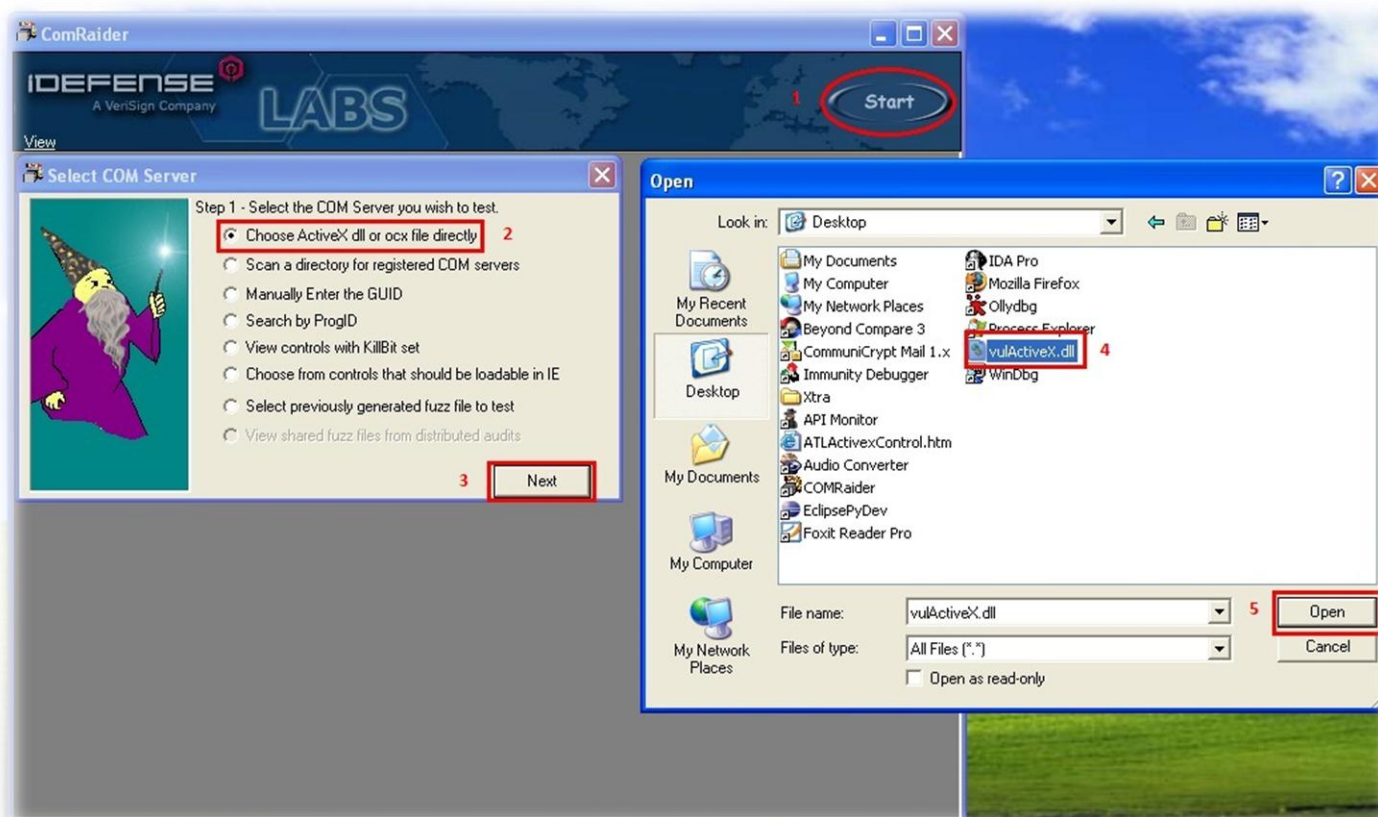 ComRaider
IDEFENSE
A VeriSign Company
LABS
1
Start
View
Select COM Server
Step 1 - Select the COM Server you wish to test.
Choose ActiveX dll or ocx file directly
2
Scan a directory for registered COM servers
Manually Enter the GUID
Search by ProgID
View controls with KillBit set
Choose from controls that should be loadable in IE
Select previously generated fuzz file to test
View shared fuzz files from distributed audits
3
Next
Open
Look in:
Desktop
My Recent
Documents
Desktop
My Documents
My Computer
My Network
Places
My Documents
My Computer
My Network Places
Beyond Compare 3
CommuniCrypt Mail 1.x
Immunity Debugger
Xtra
API Monitor
ATLActivexControl.htm
Audio Converter
COMRaider
EclipsePyDev
Foxit Reader Pro
IDA Pro
Mozilla Firefox
Ollydbg
Process Explorer
vulActiveX.dll
4
WinDbg
File name:
vulActiveX.dll
5
Open
Files of type:
All Files (*.*)
Cancel
Open as read-only